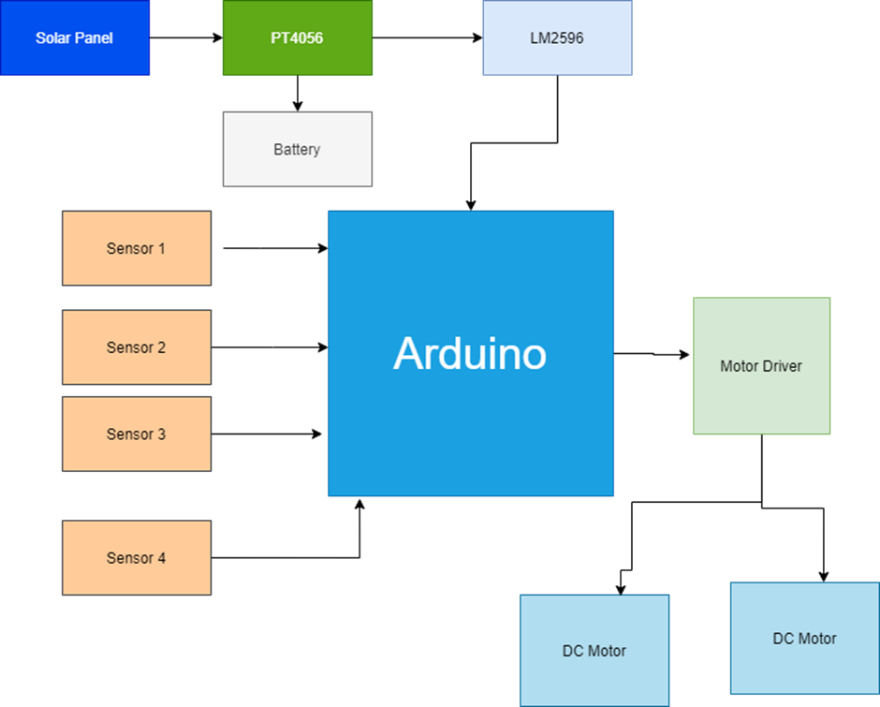 Solar Panel
PT4056
LM2596
Battery
Sensor 1
Sensor 2
Sensor 3
Sensor 4
Arduino
Motor Driver
DC Motor
DC Motor